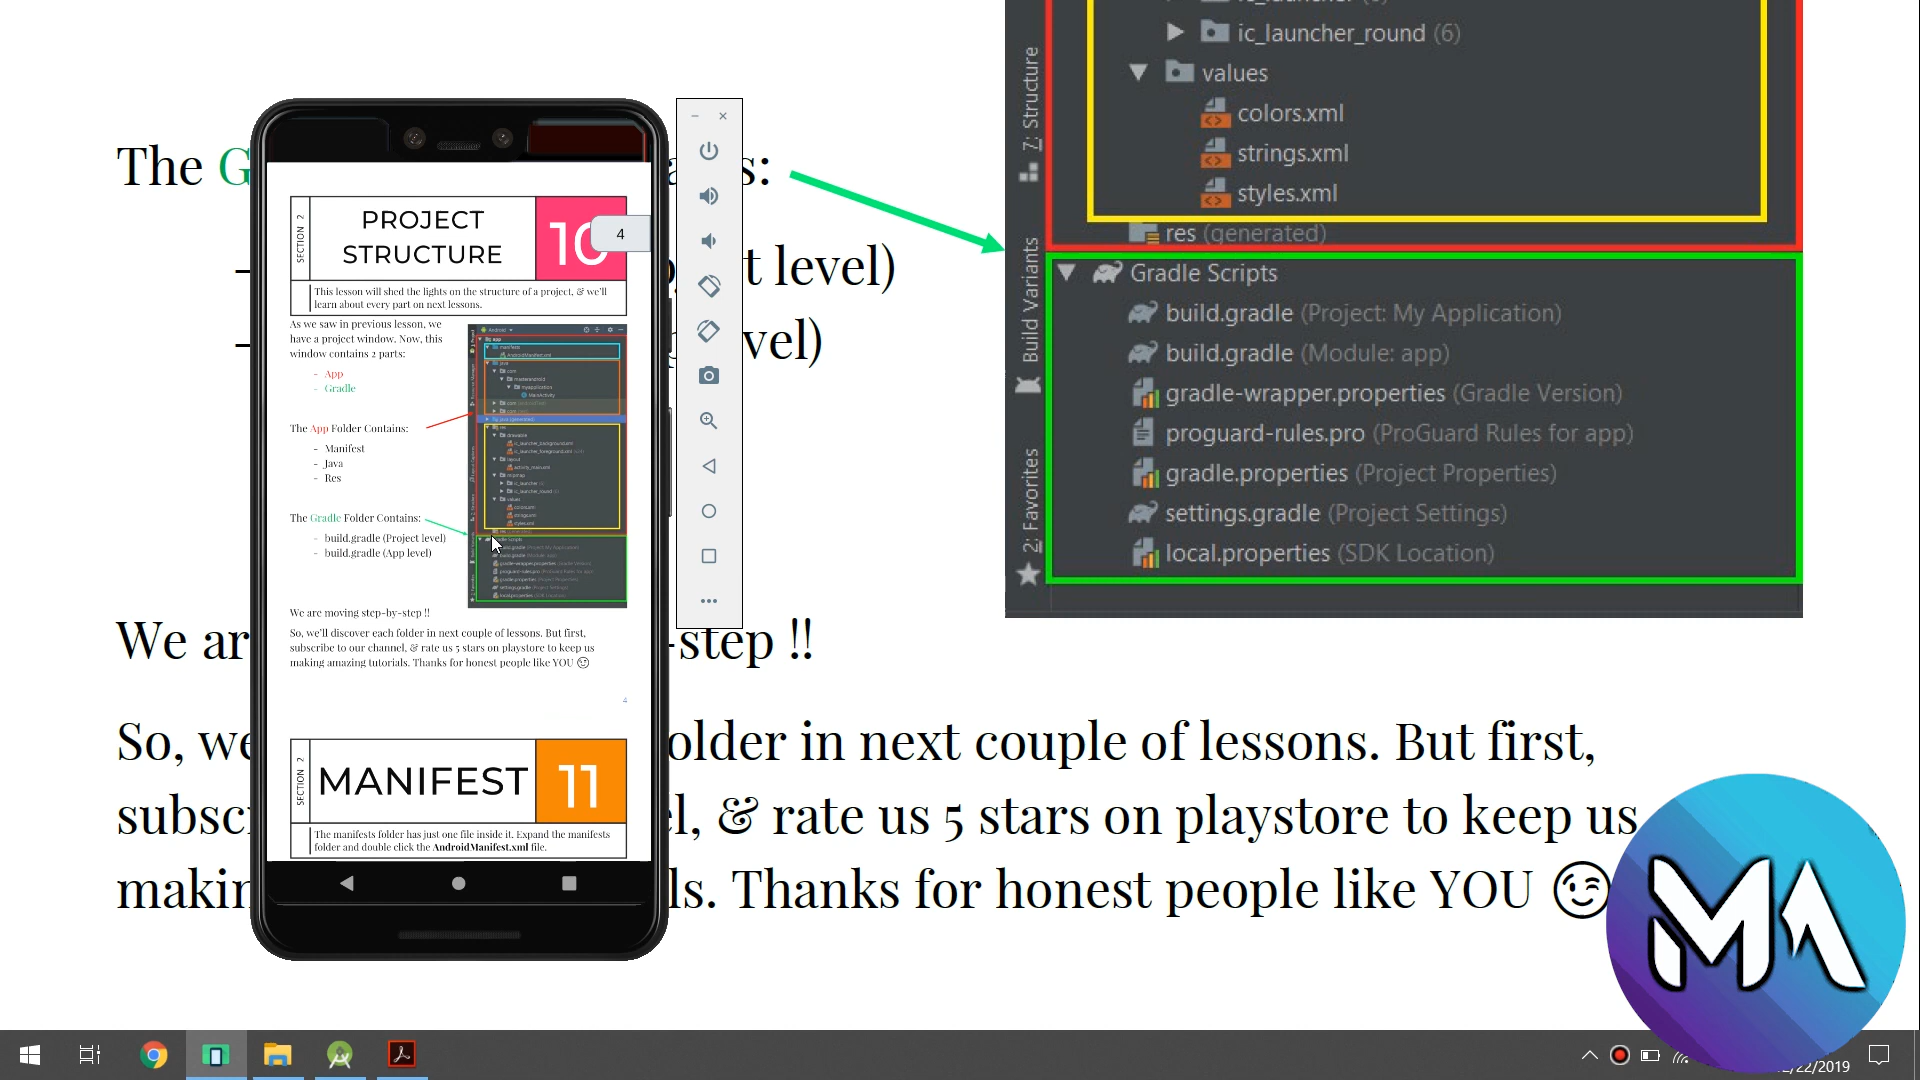 The G
s:
t level)
vel)
We ar
-step !!
So, we
older in next couple of lessons. But first,
subsc
l, & rate us 5 stars on playstore to keep us
makin
ls. Thanks for honest people like YOU 😉
SECTION 2
PROJECT
STRUCTURE
10
4
This lesson will shed the lights on the structure of a project, & we'll
learn about every part on next lessons.
As we saw in previous lesson, we
have a project window. Now, this
window contains 2 parts:
- App
- Gradle
The App Folder Contains:
- Manifest
- Java
- Res
The Gradle Folder Contains:
- build.gradle (Project level)
- build.gradle (App level)
We are moving step-by-step !!
So, we'll discover each folder in next couple of lessons. But first,
subscribe to our channel, & rate us 5 stars on playstore to keep us
making amazing tutorials. Thanks for honest people like YOU 😉
4
SECTION 2
MANIFEST
11
The manifests folder has just one file inside it. Expand the manifests
folder and double click the AndroidManifest.xml file.
7: Structure
Build Variants
2: Favorites
ic_launcher_round (6)
values
colors.xml
strings.xml
styles.xml
res (generated)
Gradle Scripts
build.gradle (Project: My Application)
build.gradle (Module: app)
gradle-wrapper.properties (Gradle Version)
proguard-rules.pro (ProGuard Rules for app)
gradle.properties (Project Properties)
settings.gradle (Project Settings)
local.properties (SDK Location)
MA
/22/2019